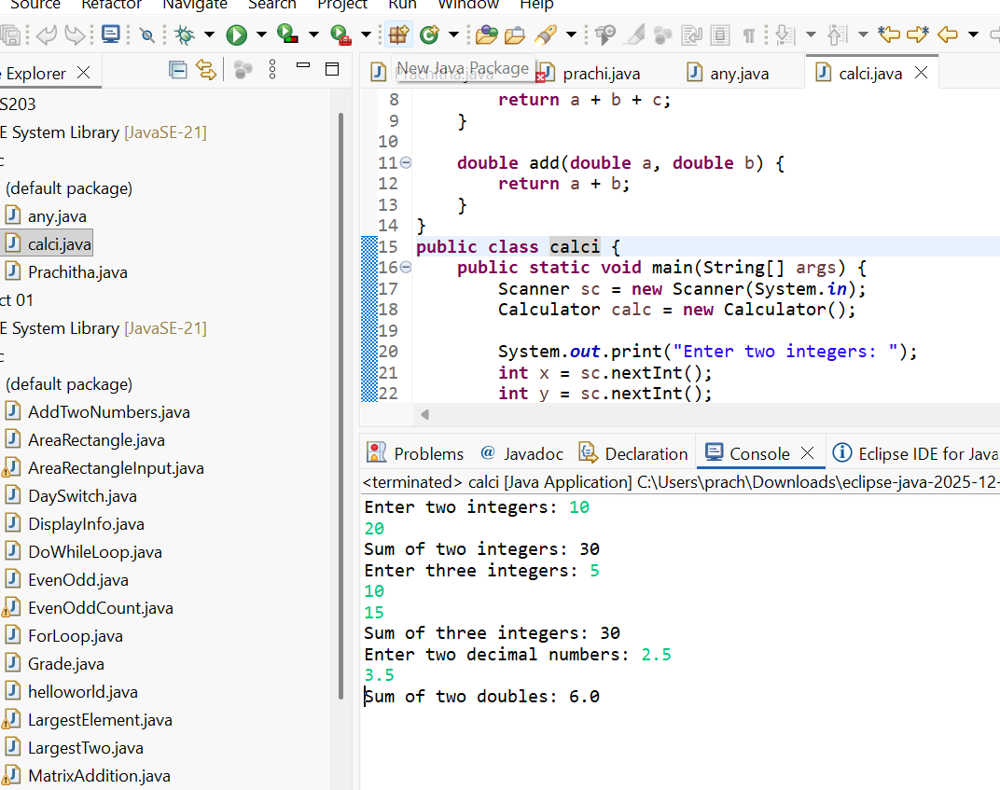 Source Refactor Navigate Search Project Run Window Help
Explorer
New Java Package
Prachitha.java prachi.java any.java calci.java
S203
E System Library [JavaSE-21]
c
(default package)
any.java
calci.java
Prachitha.java
ct 01
E System Library [JavaSE-21]
c
(default package)
AddTwoNumbers.java
AreaRectangle.java
AreaRectangleInput.java
DaySwitch.java
DisplayInfo.java
DoWhileLoop.java
EvenOdd.java
EvenOddCount.java
ForLoop.java
Grade.java
helloworld.java
LargestElement.java
LargestTwo.java
MatrixAddition.java
8 return a + b + c;
9 }
10
11 double add(double a, double b) {
12 return a + b;
13 }
14 }
15 public class calci {
16 public static void main(String[] args) {
17 Scanner sc = new Scanner(System.in);
18 Calculator calc = new Calculator();
19
20 System.out.print("Enter two integers: ");
21 int x = sc.nextInt();
22 int y = sc.nextInt();
Problems @ Javadoc Declaration Console Eclipse IDE for Java
<terminated> calci [Java Application] C:\Users\prach\Downloads\eclipse-java-2025-12-
Enter two integers: 10
20
Sum of two integers: 30
Enter three integers: 5
10
15
Sum of three integers: 30
Enter two decimal numbers: 2.5
3.5
Sum of two doubles: 6.0